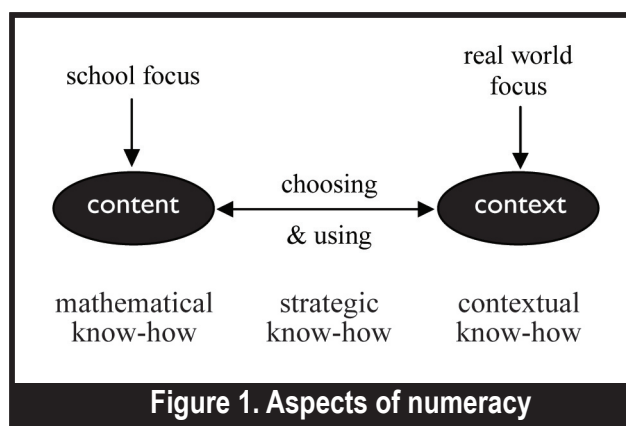 school focus
real world
focus
content
choosing
& using
context
mathematical
know-how
strategic
know-how
contextual
know-how
Figure 1. Aspects of numeracy